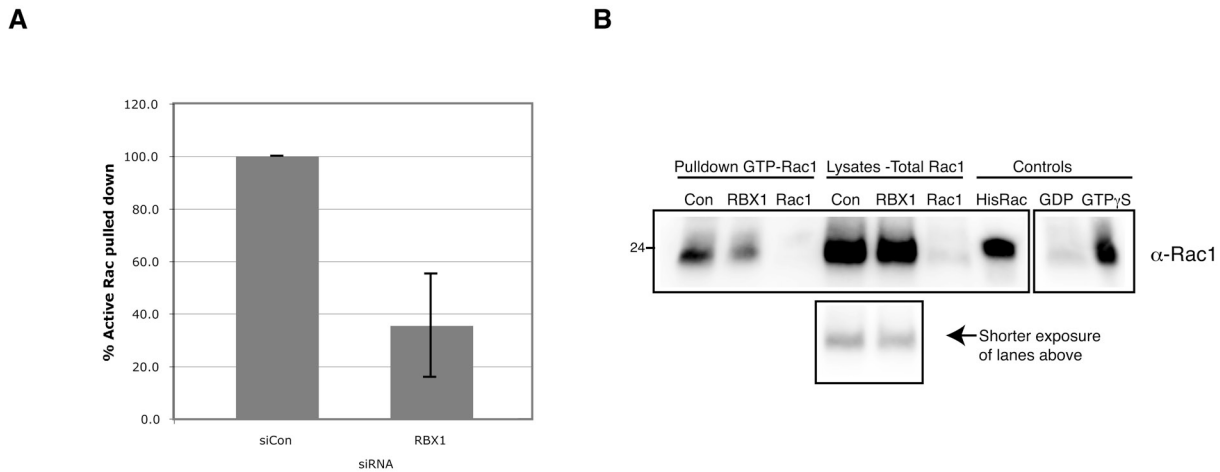 A
B
% Active Rac pulled down
120.0
100.0
80.0
60.0
40.0
20.0
0.0
siCon RBX1
siRNA
Pulldown GTP-Rac1 Lysates -Total Rac1 Controls
Con RBX1 Rac1 Con RBX1 Rac1 HisRac GDP GTPγS
24
α-Rac1
Shorter exposure
of lanes above